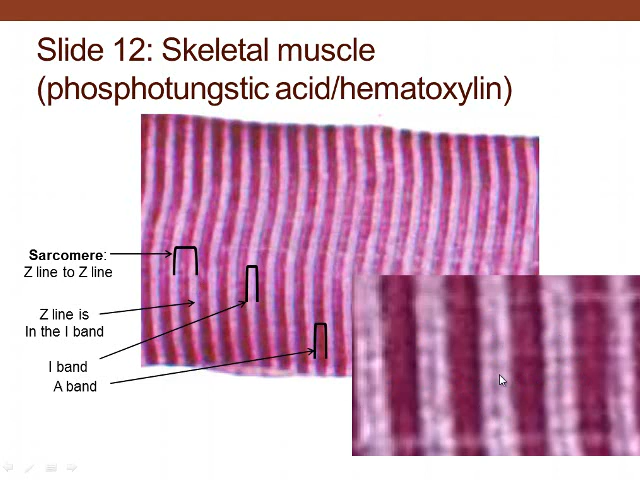 Slide 12: Skeletal muscle
(phosphotungstic acid/hematoxylin)
Sarcomere:
Z line to Z line
Z line is
In the I band
I band
A band